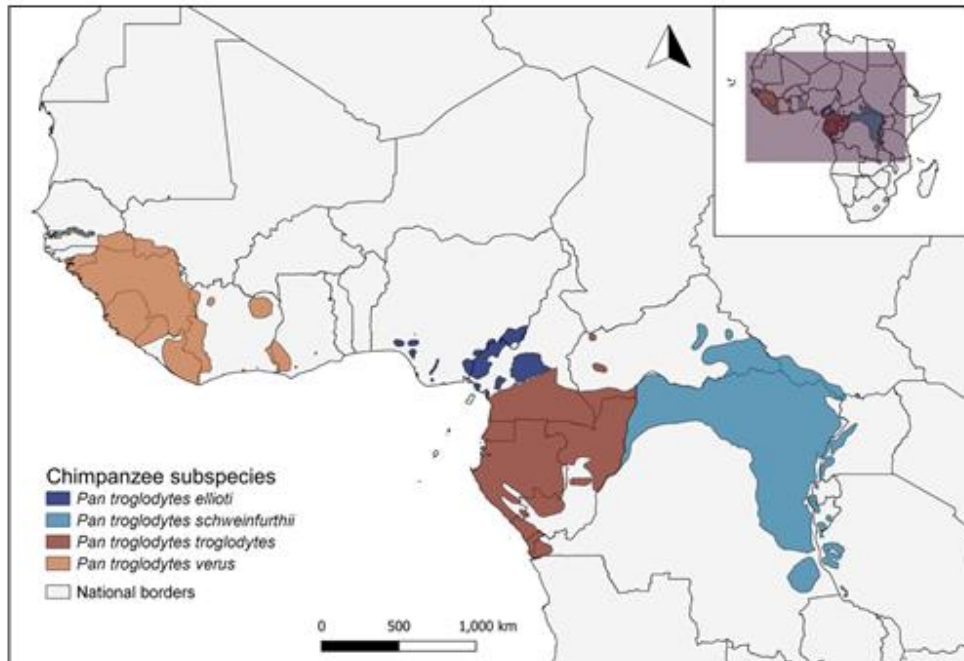 Chimpanzee subspecies
Pan troglodytes ellioti
Pan troglodytes schweinfurthii
Pan troglodytes troglodytes
Pan troglodytes verus
National borders
0 500 1,000 km